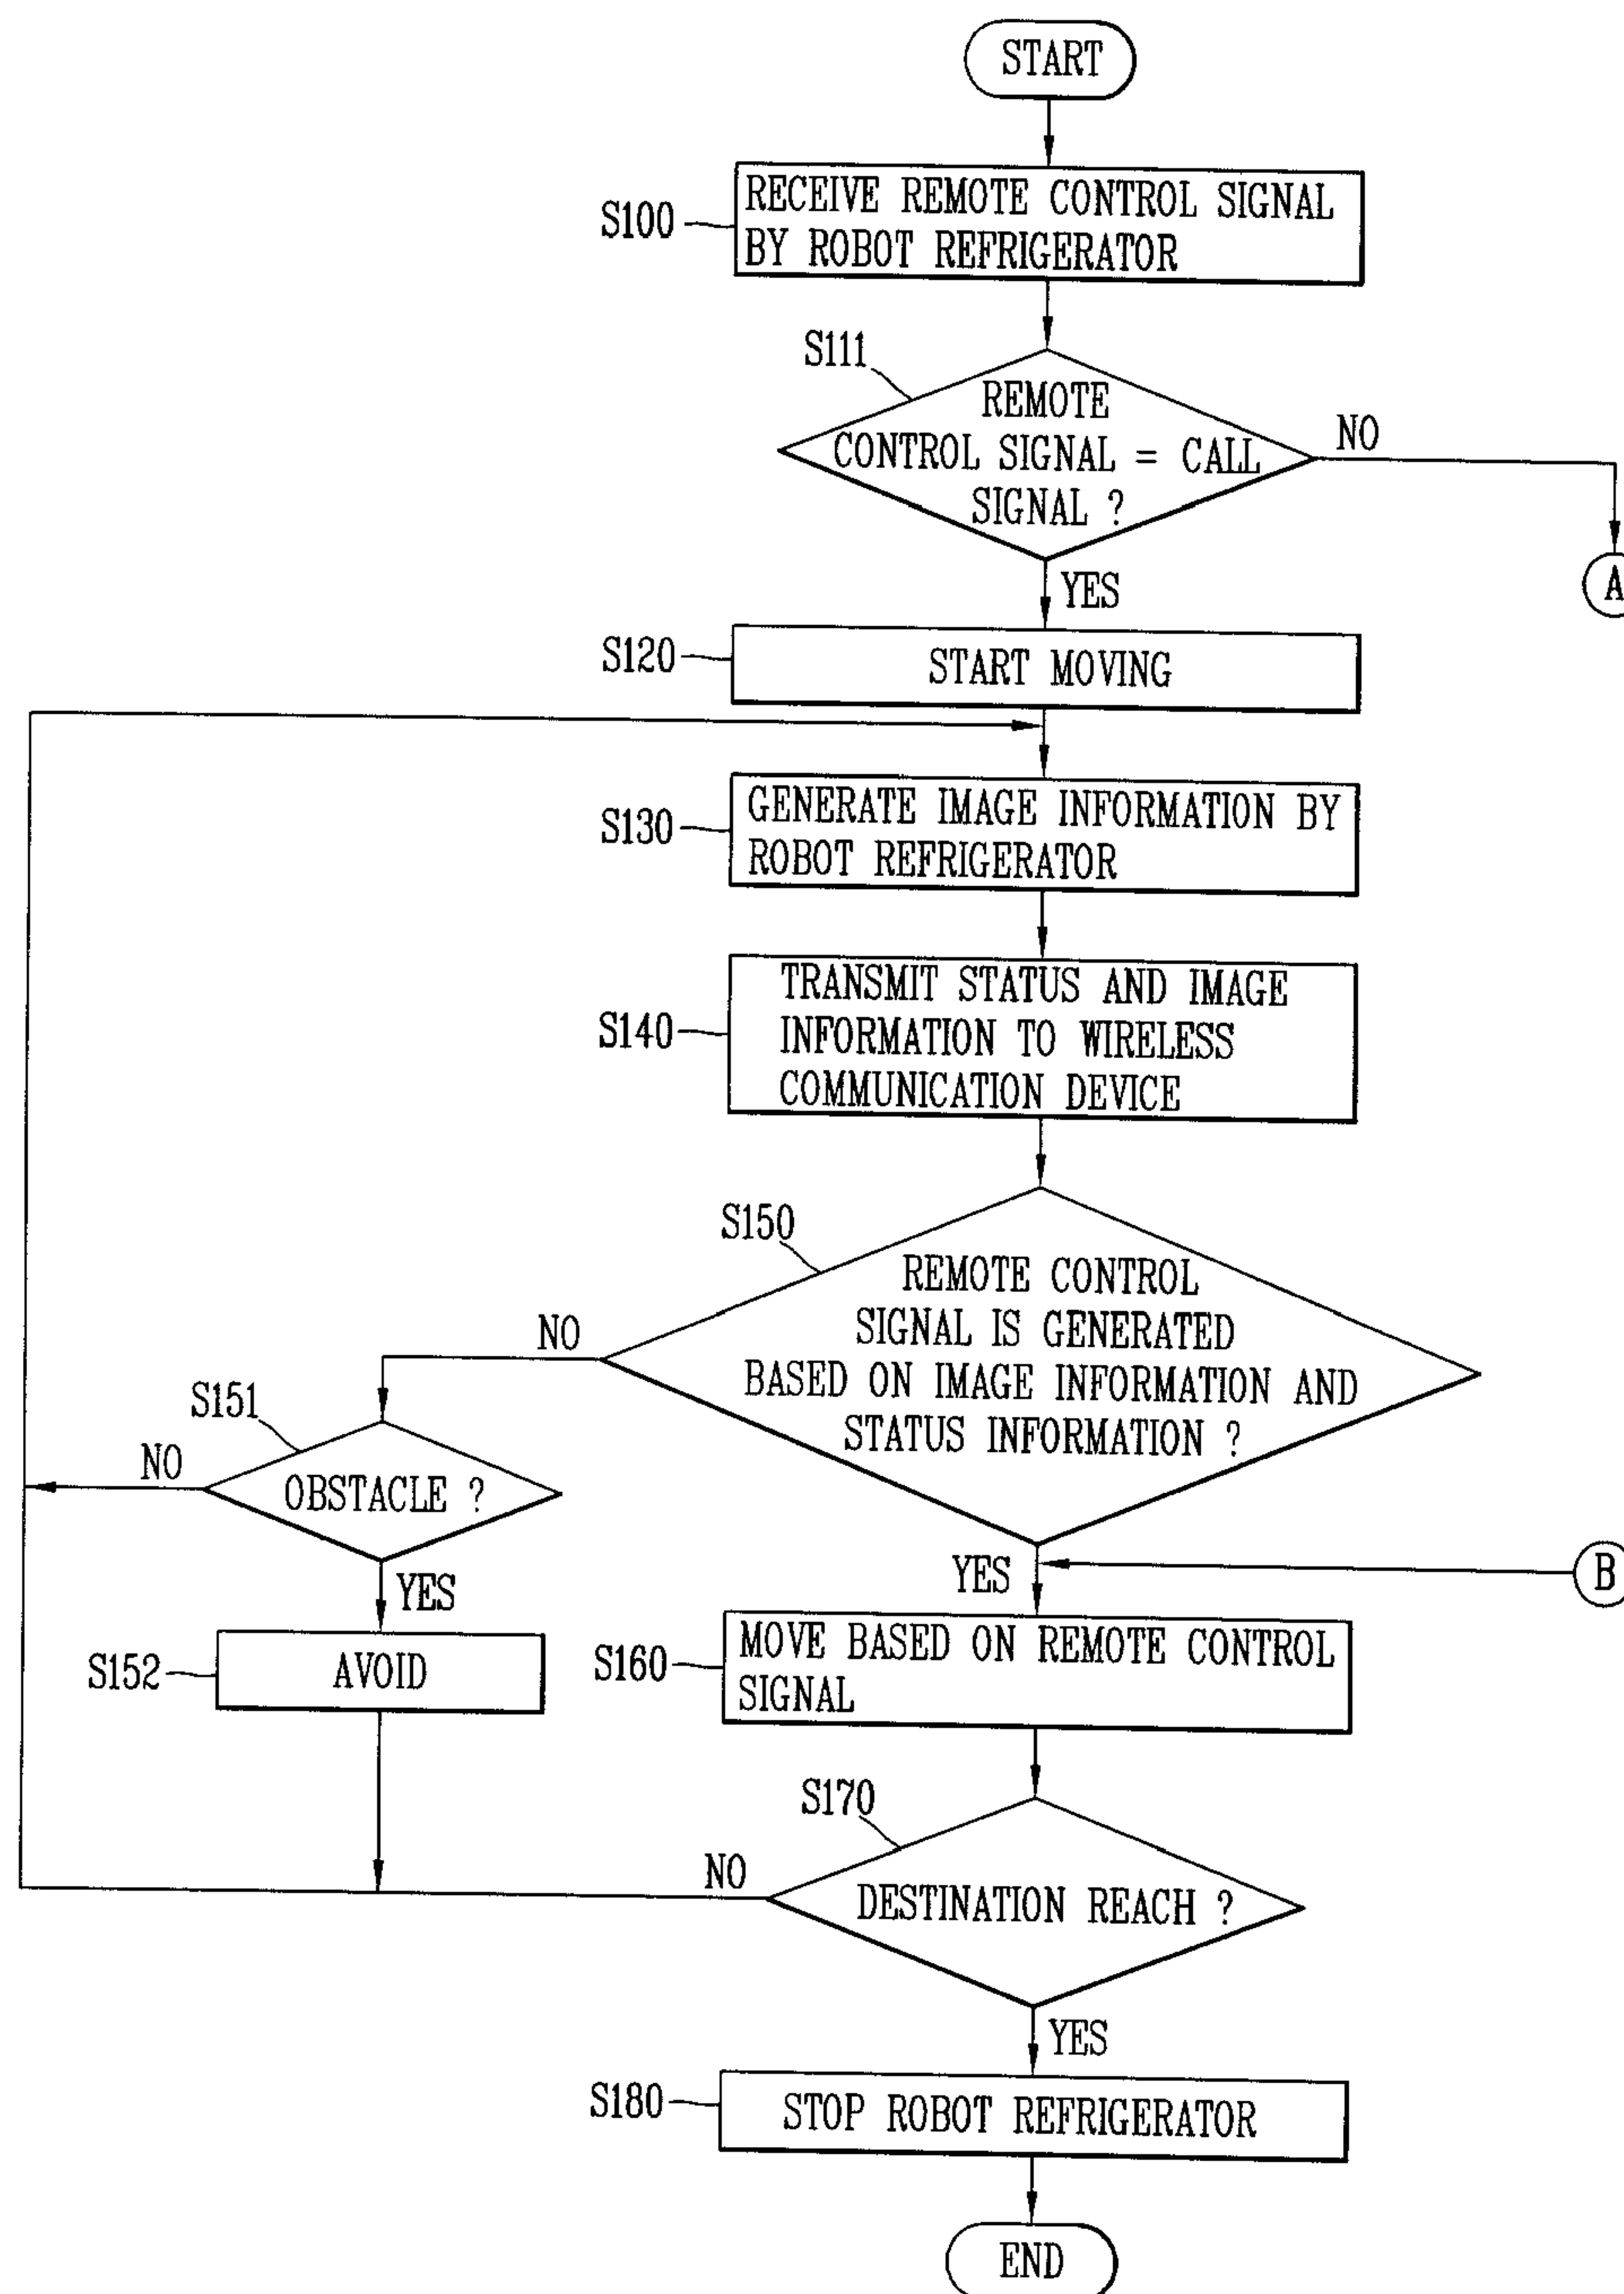 START
S100
RECEIVE REMOTE CONTROL SIGNAL
BY ROBOT REFRIGERATOR
S111
REMOTE
CONTROL SIGNAL = CALL
SIGNAL ?
NO
A
YES
S120
START MOVING
S130
GENERATE IMAGE INFORMATION BY
ROBOT REFRIGERATOR
S140
TRANSMIT STATUS AND IMAGE
INFORMATION TO WIRELESS
COMMUNICATION DEVICE
S150
REMOTE CONTROL
SIGNAL IS GENERATED
BASED ON IMAGE INFORMATION AND
STATUS INFORMATION ?
NO
S151
OBSTACLE ?
NO
YES
S152
AVOID
YES
B
S160
MOVE BASED ON REMOTE CONTROL
SIGNAL
S170
DESTINATION REACH ?
NO
YES
S180
STOP ROBOT REFRIGERATOR
END